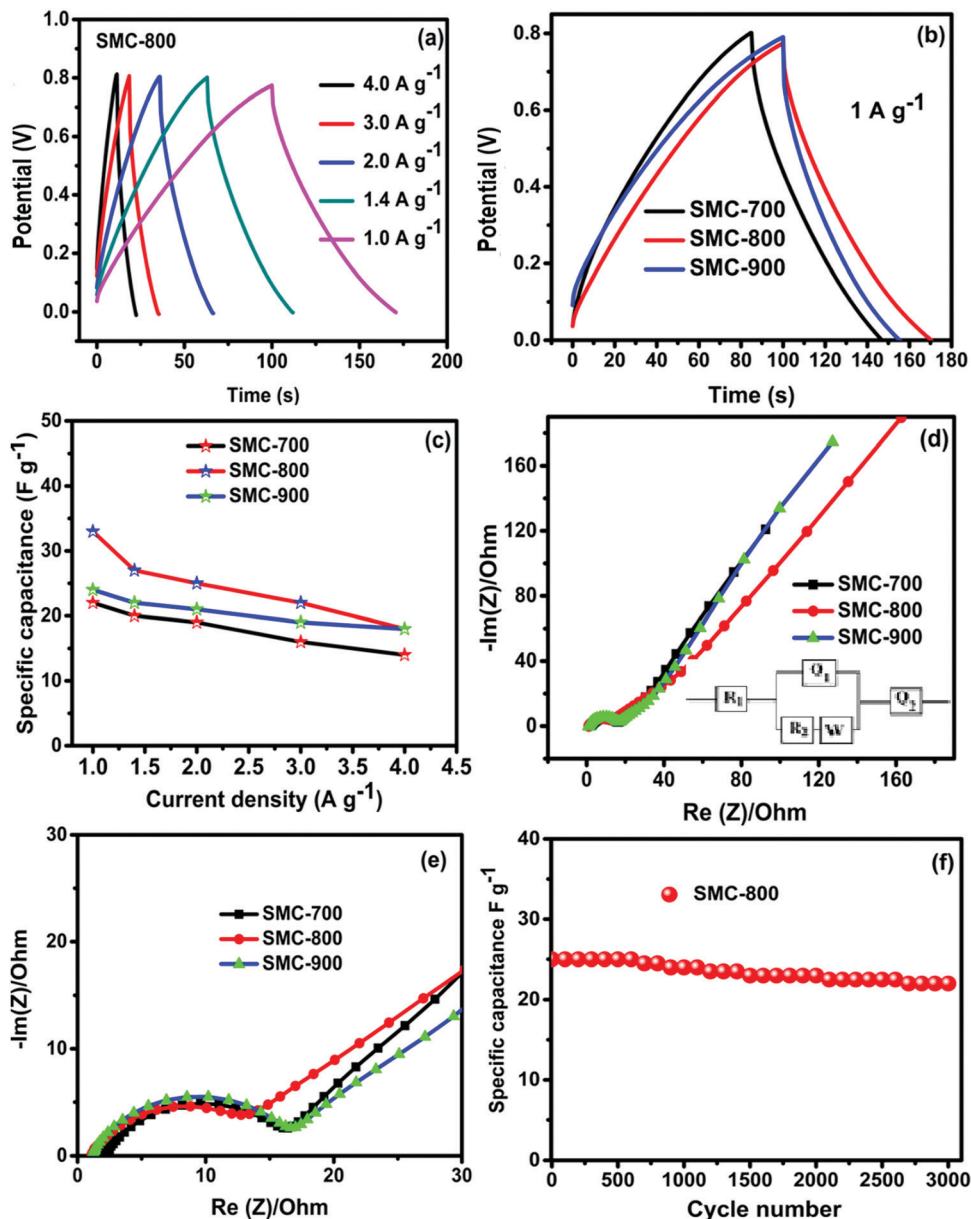 SMC-800
(a)
4.0 A g-1
3.0 A g-1
2.0 A g-1
1.4 A g-1
1.0 A g-1
Potential (V)
1.0
0.8
0.6
0.4
0.2
0.0
0 50 100 150 200
Time (s)
(b)
1 A g-1
SMC-700
SMC-800
SMC-900
Potential (V)
0.8
0.6
0.4
0.2
0.0
0 20 40 60 80 100 120 140 160 180
Time (s)
(c)
SMC-700
SMC-800
SMC-900
Specific capacitance (F g-1)
50
40
30
20
10
0
1.0 1.5 2.0 2.5 3.0 3.5 4.0 4.5
Current density (A g-1)
(d)
SMC-700
SMC-800
SMC-900
R1
Q1
R2 W
Q2
-Im(Z)/Ohm
160
120
80
40
0
0 40 80 120 160
Re (Z)/Ohm
(e)
SMC-700
SMC-800
SMC-900
-Im(Z)/Ohm
30
20
10
0
0 10 20 30
Re (Z)/Ohm
(f)
SMC-800
Specific capacitance F g-1
40
30
20
10
0
0 500 1000 1500 2000 2500 3000
Cycle number